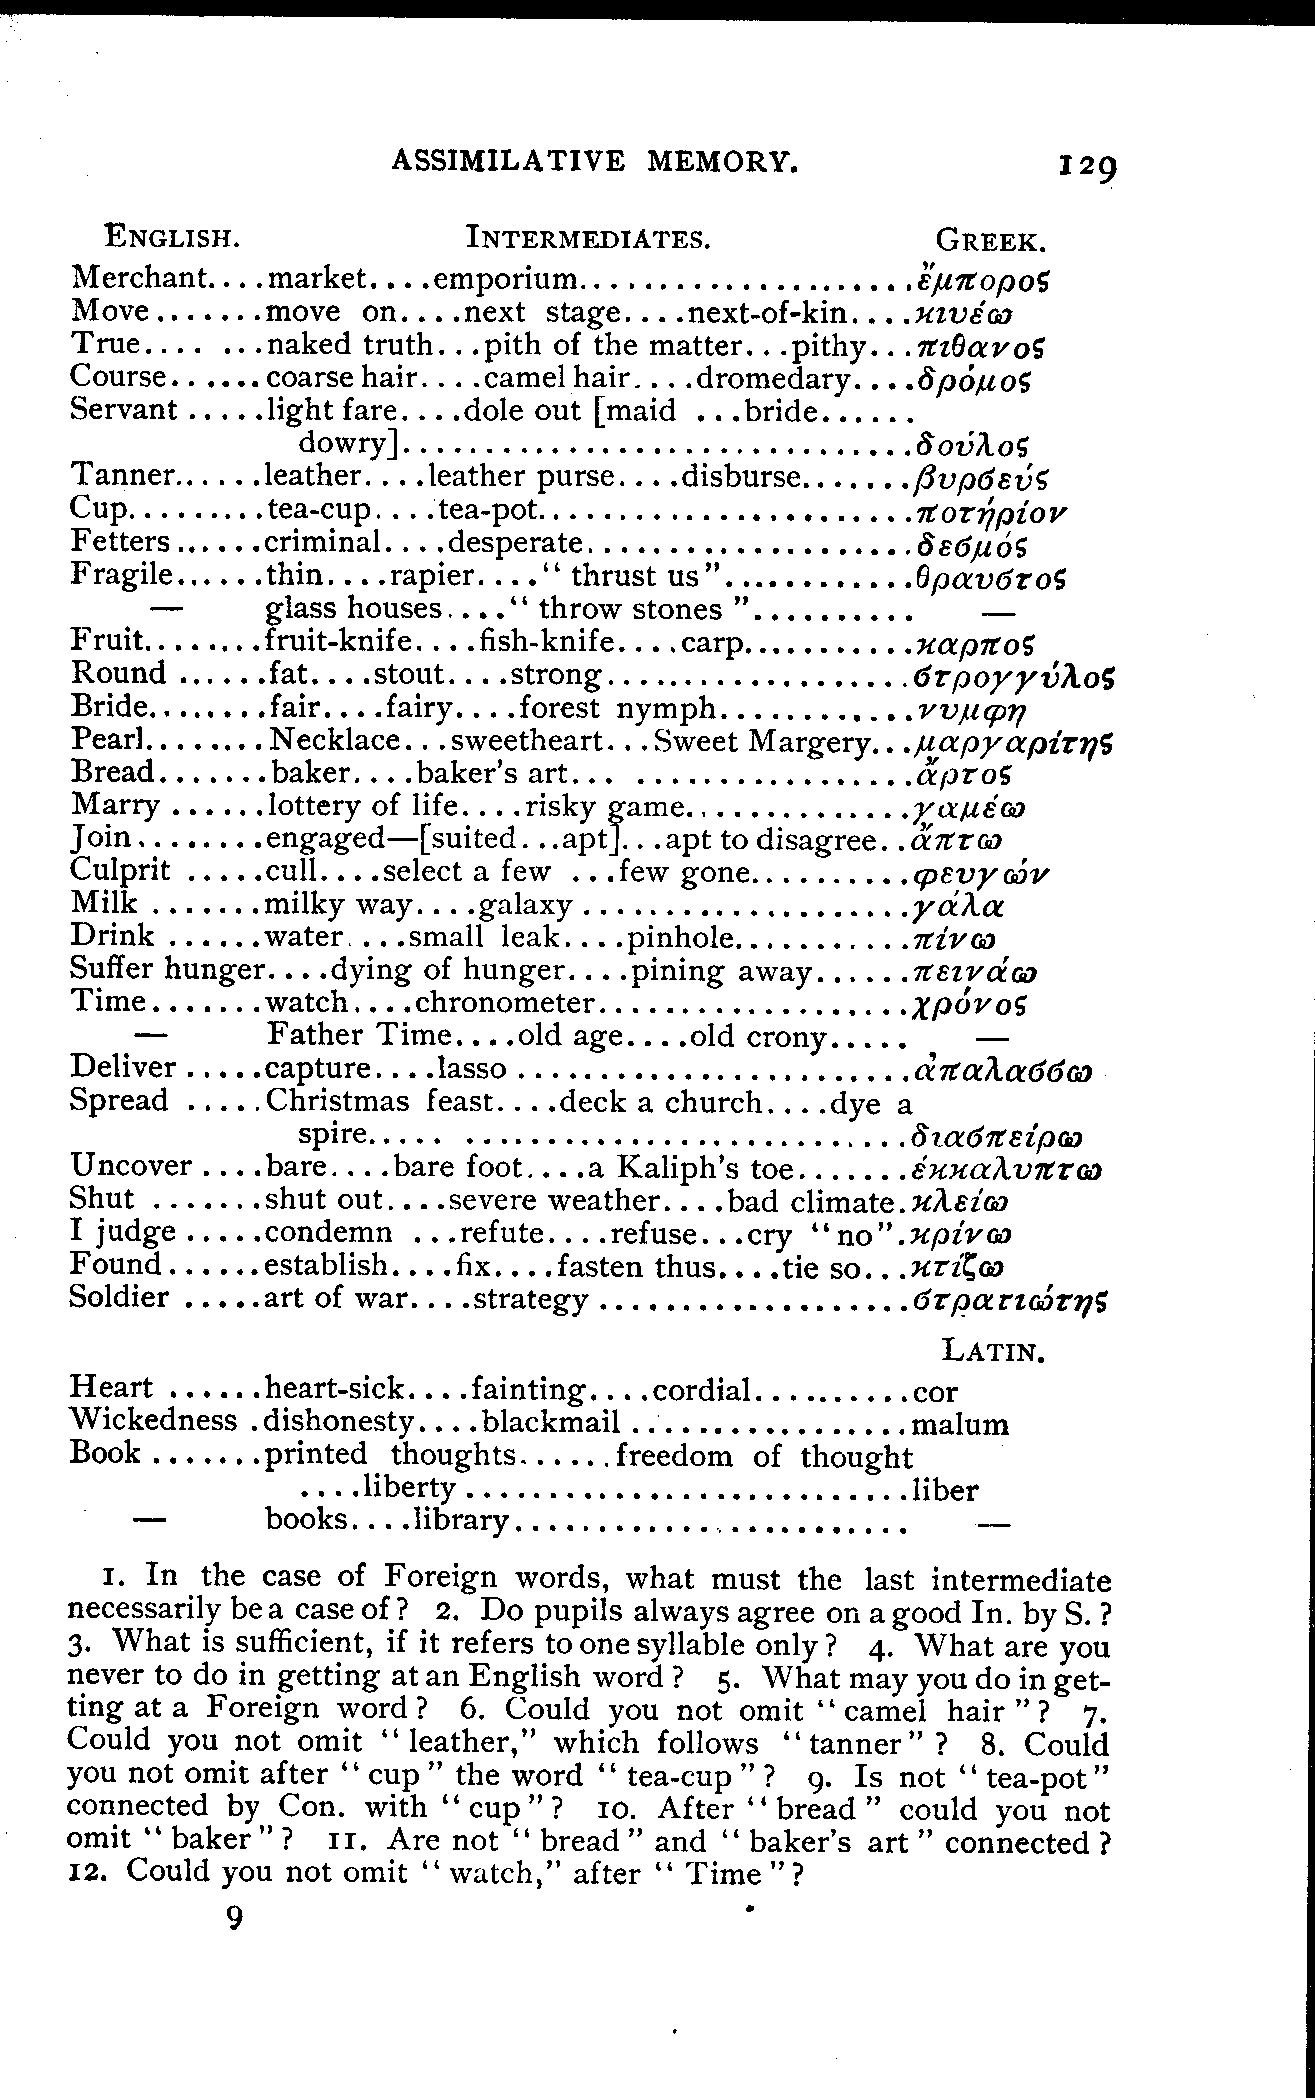 ASSIMILATIVE MEMORY. 129
ENGLISH. INTERMEDIATES. GREEK.
Merchant....market....emporium.....................ἔμπορος
Move.......move on....next stage....next-of-kin....κινέω
True.... ...naked truth...pith of the matter...pithy...πιθανος
Course......coarse hair....camel hair....dromedary....δρόμος
Servant .....light fare....dole out [maid ...bride......
dowry]...............................δούλος
Tanner......leather....leather purse....disburse.......βυρσεύς
Cup.........tea-cup....tea-pot.......................ποτήρίον
Fetters......criminal....desperate....................δεσμός
Fragile......thin....rapier...."thrust us"............θραυστος
— glass houses...."throw stones".......... —
Fruit........fruit-knife....fish-knife....carp...........καρπος
Round ......fat....stout....strong...................στρογγύλος
Bride........fair....fairy....forest nymph............νυμφη
Pearl........Necklace...sweetheart...Sweet Margery...μαργαρίτης
Bread.......baker....baker's art... .................ἄρτος
Marry ......lottery of life....risky game..............γαμέω
Join.........engaged—[suited...apt]...apt to disagree..ἅπτω
Culprit .....cull....select a few ...few gone..........φευγών
Milk .......milky way....galaxy ....................γάλα
Drink ......water....small leak....pinhole...........πίνω
Suffer hunger....dying of hunger....pining away......πεινάω
Time.......watch....chronometer...................χρόνος
— Father Time....old age....old crony..... —
Deliver .....capture....lasso ........................ἀπαλασσω
Spread .....Christmas feast....deck a church....dye a
spire..... ...........................διασπείρω
Uncover ....bare....bare foot....a Kaliph's toe.......ἐκκαλυπτω
Shut .......shut out....severe weather....bad climate.κλείω
I judge .....condemn ...refute....refuse...cry "no".κρίνω
Found......establish....fix....fasten thus....tie so...κτίζω
Soldier .....art of war....strategy ...................στρατιώτης
LATIN.
Heart ......heart-sick....fainting....cordial..........cor
Wickedness .dishonesty....blackmail .................malum
Book .......printed thoughts......freedom of thought
....liberty ...........................liber
— books....library........................ —
1. In the case of Foreign words, what must the last intermediate
necessarily be a case of? 2. Do pupils always agree on a good In. by S.?
3. What is sufficient, if it refers to one syllable only? 4. What are you
never to do in getting at an English word? 5. What may you do in get-
ting at a Foreign word? 6. Could you not omit "camel hair"? 7.
Could you not omit "leather," which follows "tanner"? 8. Could
you not omit after "cup" the word "tea-cup"? 9. Is not "tea-pot"
connected by Con. with "cup"? 10. After "bread" could you not
omit "baker"? 11. Are not "bread" and "baker's art" connected?
12. Could you not omit "watch," after "Time"?
9